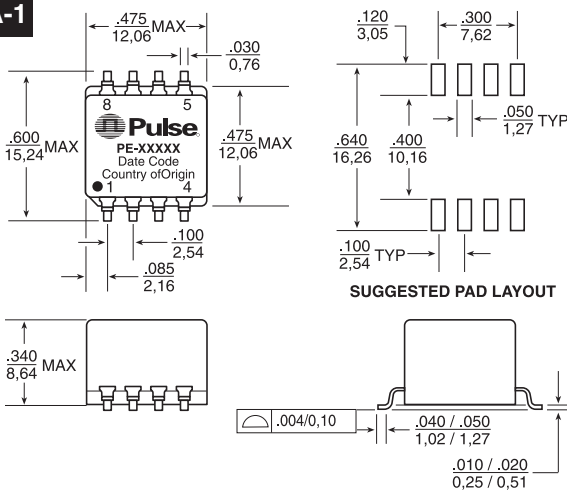 A-1
.475
12,06 MAX
.030
0,76
8 5
Pulse
PE-XXXXX
Date Code
Country ofOrigin
1 4
.600
15,24 MAX
.475
12,06 MAX
.100
2,54
.085
2,16
.120
3,05
.300
7,62
.050
1,27 TYP
.640
16,26
.400
10,16
.100
2,54 TYP
SUGGESTED PAD LAYOUT
.340
8,64 MAX
.004/0,10
.040 / .050
1,02 / 1,27
.010 / .020
0,25 / 0,51